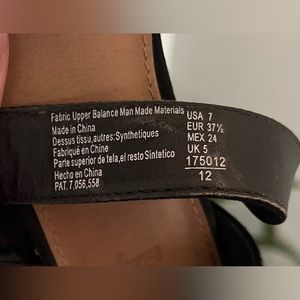 Fabric Upper Balance Man Made Materials
Made in China
Dessus tissu,autres:Synthetiques
Fabriqué en Chine
Parte superior de tela,el resto Sintetico
Hecho en China
PAT. 7,056,558
USA 7
EUR 37½
MEX 24
UK 5
175012
12